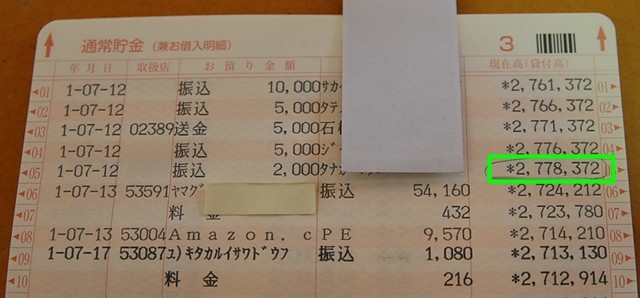 通常貯金 (兼お借入明細) 3
年月日 取扱店 お預り金額 現在高(貸付高)
01 1-07-12 振込 10,000サカイ *2,761,372 01
02 1-07-12 振込 5,000タテ *2,766,372 02
03 1-07-12 02389送金 5,000石 *2,771,372 03
04 1-07-12 振込 5,000 *2,776,372 04
05 1-07-12 振込 2,000タナカ *2,778,372
06 1-07-13 53591ヤマグ 振込 54,160 *2,724,212 06
07 料金 432 *2,723,780 07
08 1-07-13 53004Amazon.cPE 9,570 *2,714,210 08
09 1-07-17 53087ユ)キタカルイサワドウフ 振込 1,080 *2,713,130 09
10 料金 216 *2,712,914 10